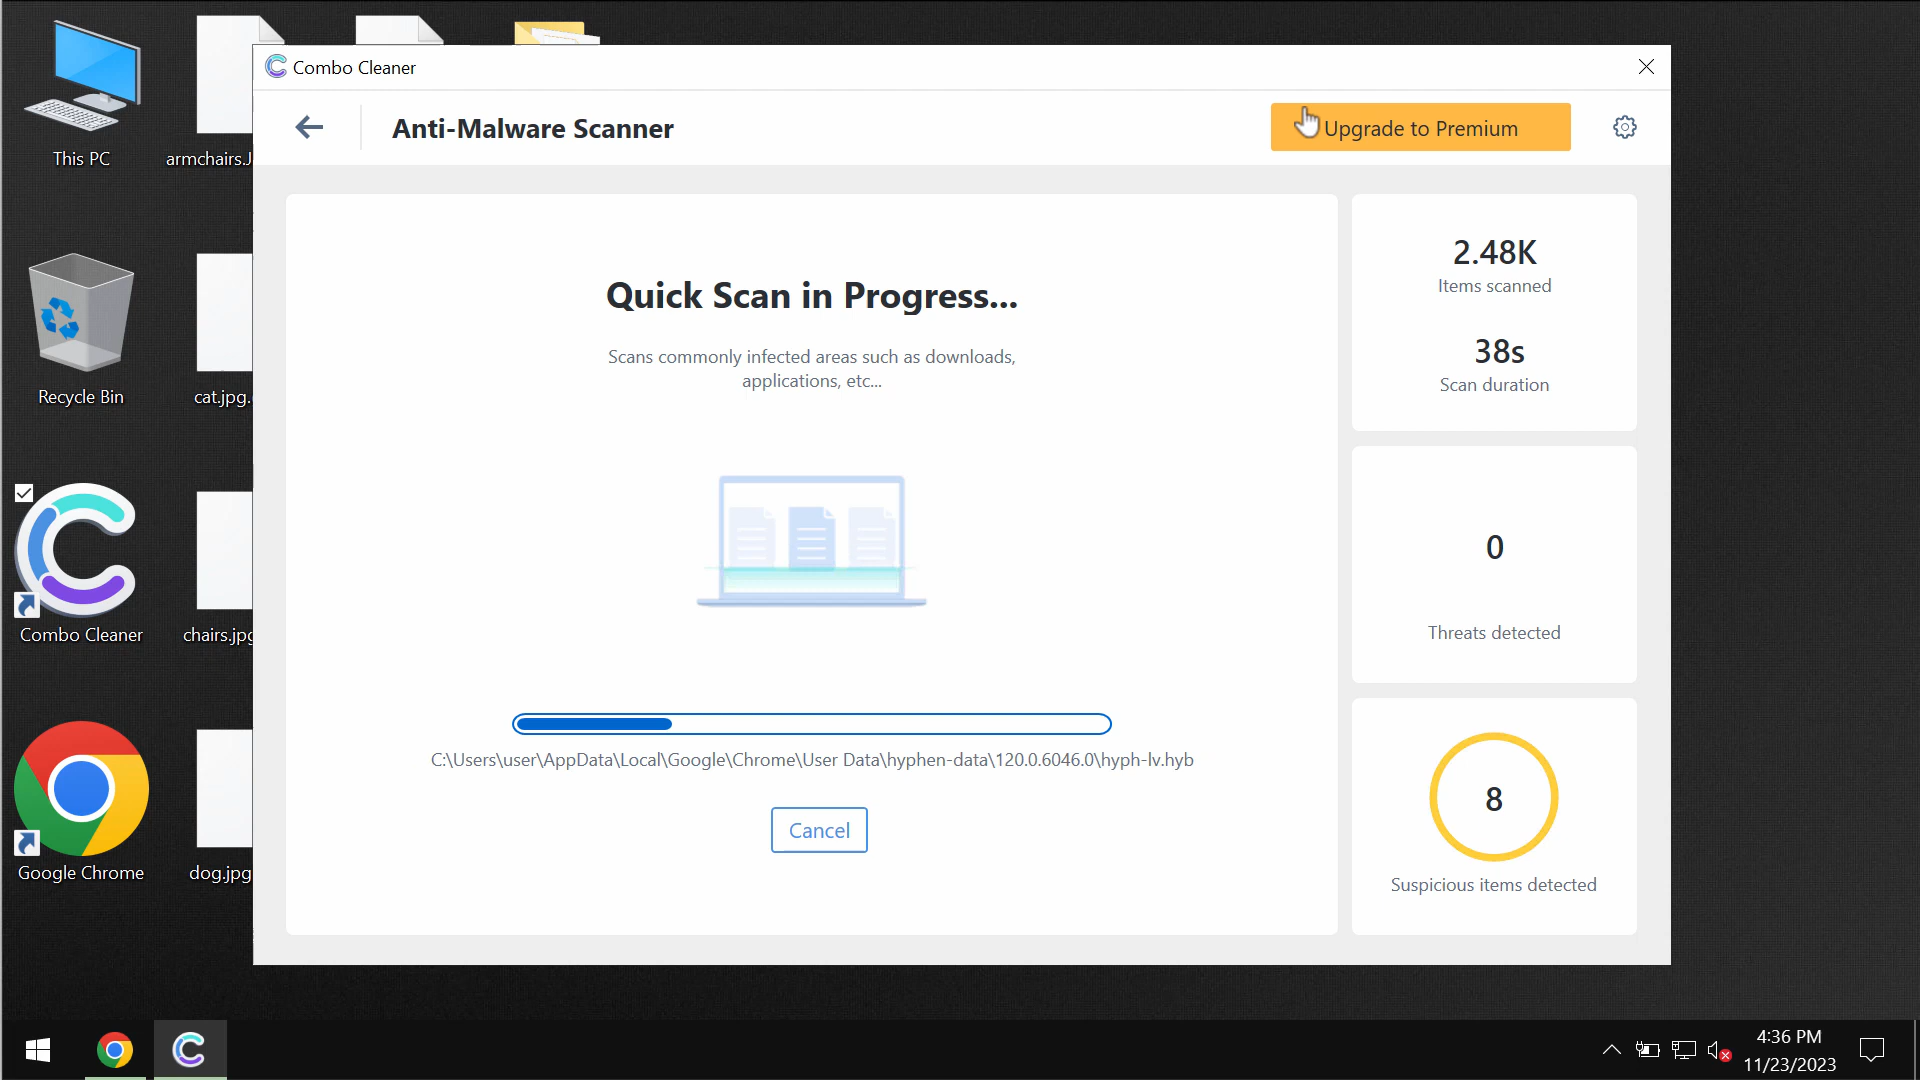 Combo Cleaner
Anti-Malware Scanner
Upgrade to Premium
Quick Scan in Progress...
Scans commonly infected areas such as downloads,
applications, etc...
C:\Users\user\AppData\Local\Google\Chrome\User Data\hyphen-data\120.0.6046.0\hyph-lv.hyb
Cancel
2.48K
Items scanned
38s
Scan duration
0
Threats detected
8
Suspicious items detected
This PC
armchairs.J
Recycle Bin
cat.jpg.
Combo Cleaner
chairs.jpg
Google Chrome
dog.jpg
4:36 PM
11/23/2023